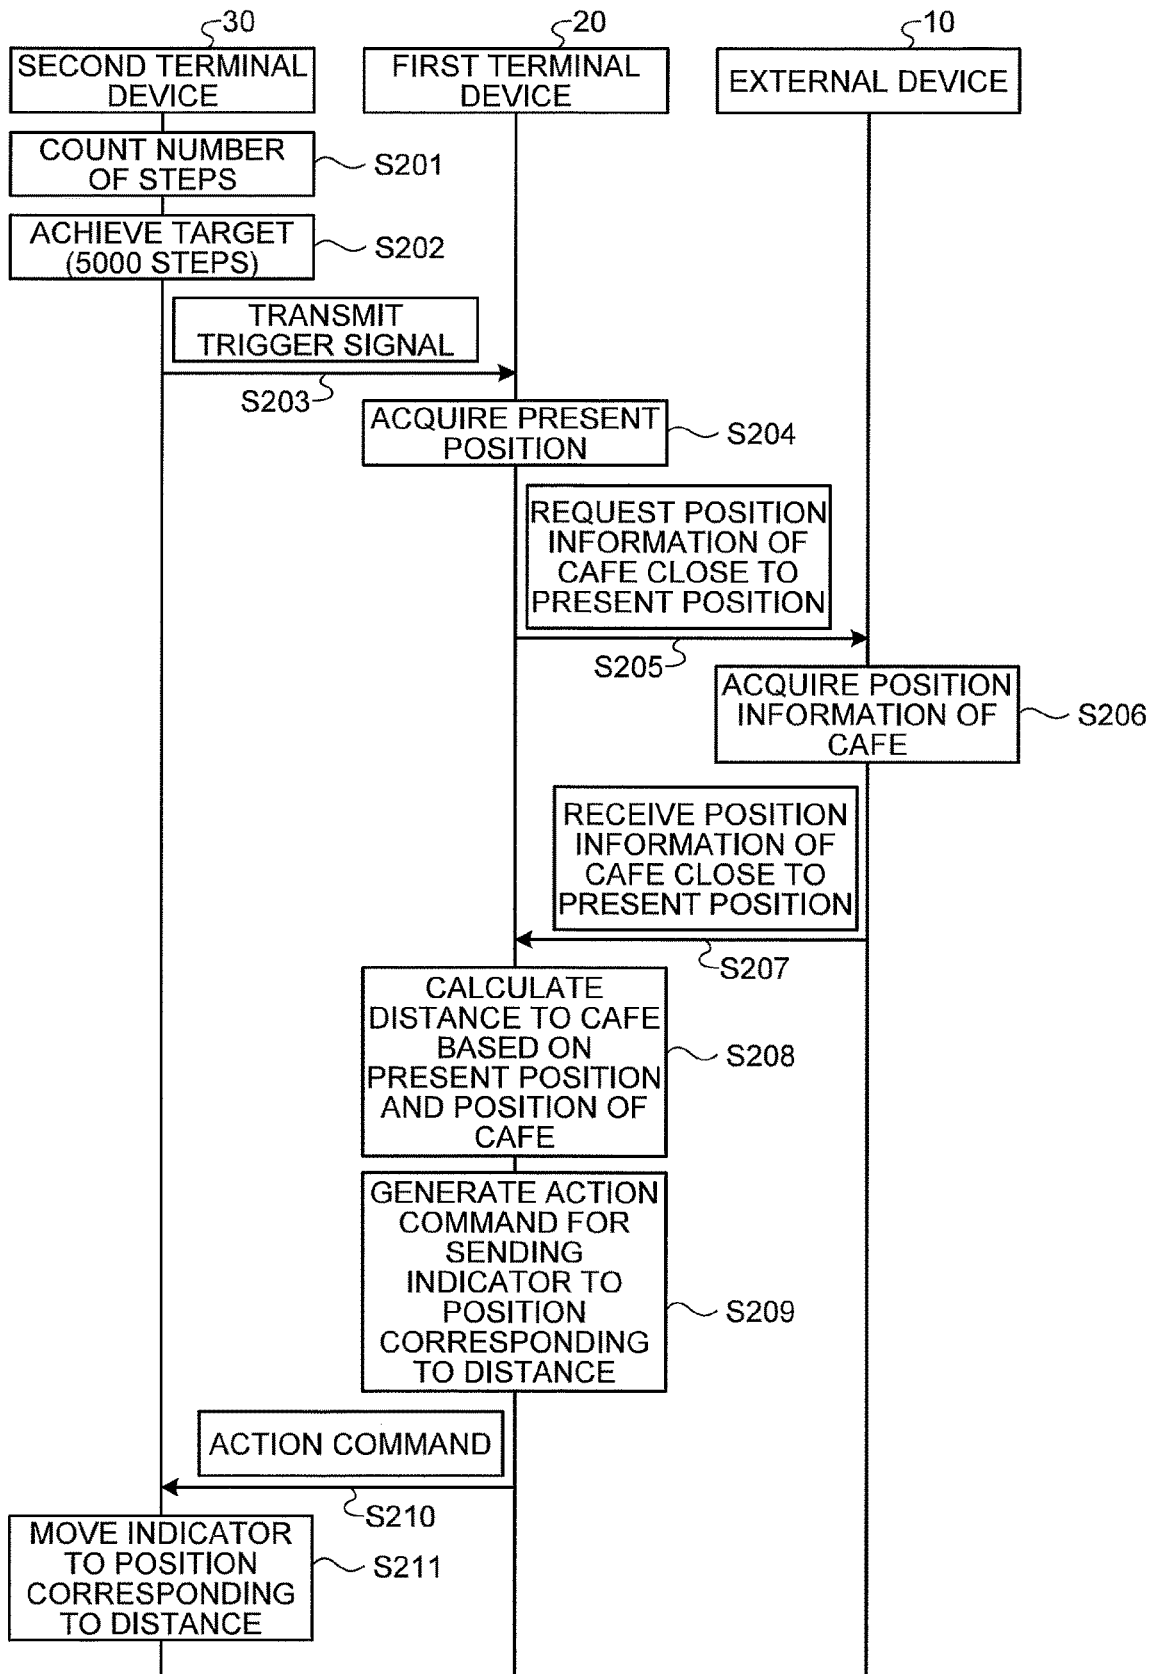 30
20
10
SECOND TERMINAL
DEVICE
FIRST TERMINAL
DEVICE
EXTERNAL DEVICE
COUNT NUMBER
OF STEPS
S201
ACHIEVE TARGET
(5000 STEPS)
S202
TRANSMIT
TRIGGER SIGNAL
S203
ACQUIRE PRESENT
POSITION
S204
REQUEST POSITION
INFORMATION OF
CAFE CLOSE TO
PRESENT POSITION
S205
ACQUIRE POSITION
INFORMATION OF
CAFE
S206
RECEIVE POSITION
INFORMATION OF
CAFE CLOSE TO
PRESENT POSITION
S207
CALCULATE
DISTANCE TO CAFE
BASED ON
PRESENT POSITION
AND POSITION OF
CAFE
S208
GENERATE ACTION
COMMAND FOR
SENDING
INDICATOR TO
POSITION
CORRESPONDING
TO DISTANCE
S209
ACTION COMMAND
S210
MOVE INDICATOR
TO POSITION
CORRESPONDING
TO DISTANCE
S211